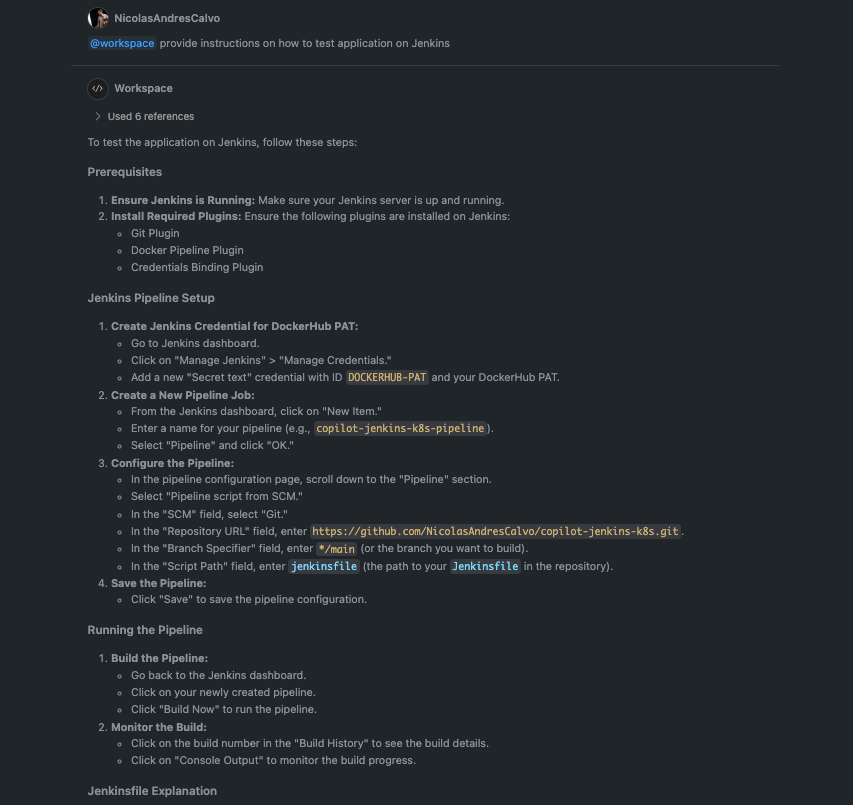 NicolasAndresCalvo
@workspace provide instructions on how to test application on Jenkins
Workspace
Used 6 references
To test the application on Jenkins, follow these steps:
Prerequisites
1. Ensure Jenkins is Running: Make sure your Jenkins server is up and running.
2. Install Required Plugins: Ensure the following plugins are installed on Jenkins:
Git Plugin
Docker Pipeline Plugin
Credentials Binding Plugin
Jenkins Pipeline Setup
1. Create Jenkins Credential for DockerHub PAT:
Go to Jenkins dashboard.
Click on "Manage Jenkins" > "Manage Credentials."
Add a new "Secret text" credential with ID DOCKERHUB-PAT and your DockerHub PAT.
2. Create a New Pipeline Job:
From the Jenkins dashboard, click on "New Item."
Enter a name for your pipeline (e.g., copilot-jenkins-k8s-pipeline).
Select "Pipeline" and click "OK."
3. Configure the Pipeline:
In the pipeline configuration page, scroll down to the "Pipeline" section.
Select "Pipeline script from SCM."
In the "SCM" field, select "Git."
In the "Repository URL" field, enter https://github.com/NicolasAndresCalvo/copilot-jenkins-k8s.git.
In the "Branch Specifier" field, enter */main (or the branch you want to build).
In the "Script Path" field, enter jenkinsfile (the path to your Jenkinsfile in the repository).
4. Save the Pipeline:
Click "Save" to save the pipeline configuration.
Running the Pipeline
1. Build the Pipeline:
Go back to the Jenkins dashboard.
Click on your newly created pipeline.
Click "Build Now" to run the pipeline.
2. Monitor the Build:
Click on the build number in the "Build History" to see the build details.
Click on "Console Output" to monitor the build progress.
Jenkinsfile Explanation